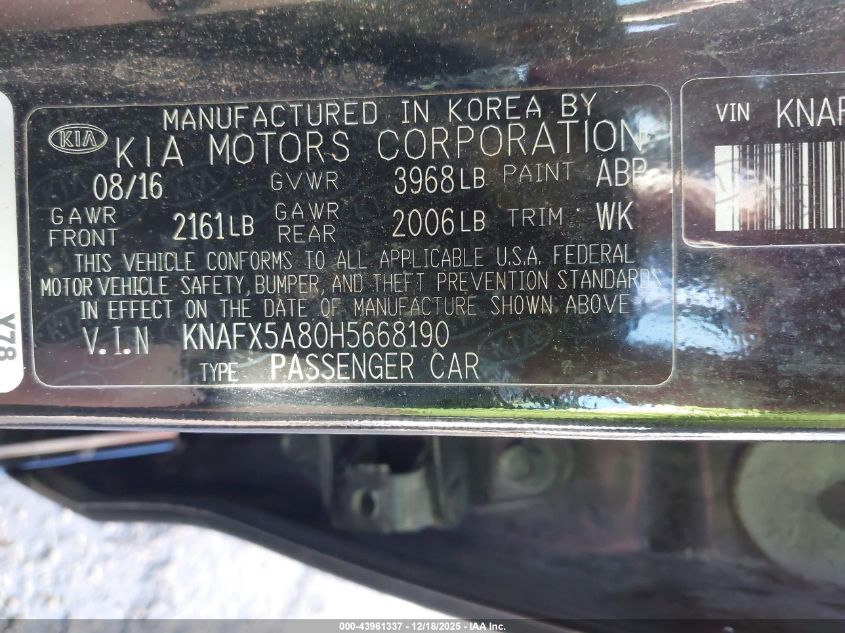 MANUFACTURED IN KOREA BY
KIA KIA MOTORS CORPORATION
08/16 GVWR 3968LB PAINT ABP
GAWR FRONT 2161LB GAWR REAR 2006LB TRIM WK
THIS VEHICLE CONFORMS TO ALL APPLICABLE U.S.A. FEDERAL
MOTOR VEHICLE SAFETY, BUMPER, AND THEFT PREVENTION STANDARDS
IN EFFECT ON THE DATE OF MANUFACTURE SHOWN ABOVE
V.I.N KNAFX5A80H5668190
TYPE PASSENGER CAR
VIN KNAF
Y78
000-43961337 - 12/18/2025 - IAA Inc.